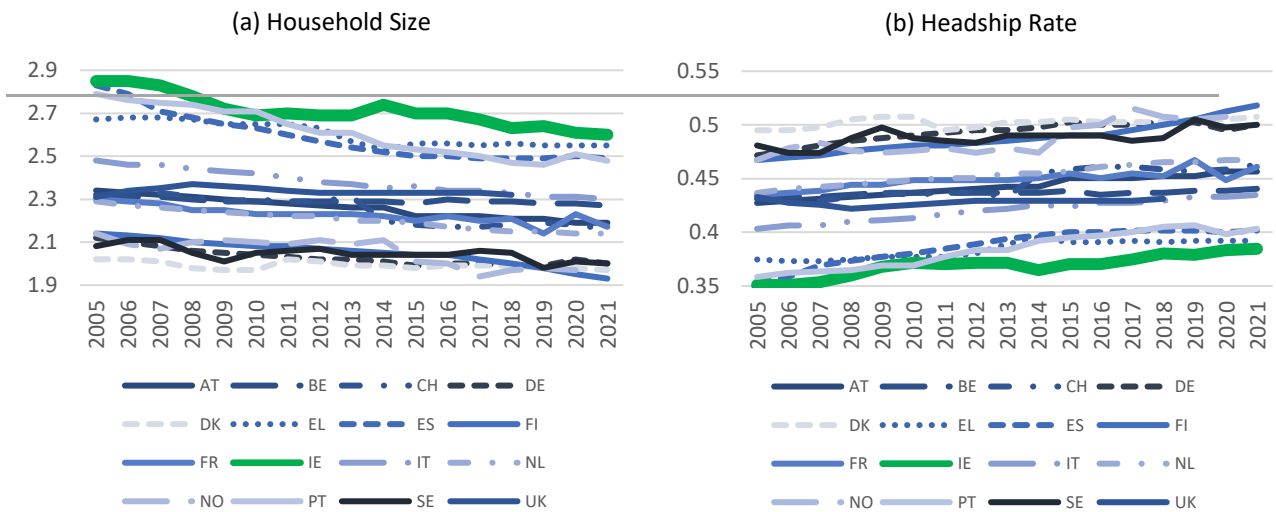 (a) Household Size
2.9
2.7
2.5
2.3
2.1
1.9
2005 2006 2007 2008 2009 2010 2011 2012 2013 2014 2015 2016 2017 2018 2019 2020 2021
AT BE CH DE
DK EL ES FI
FR IE IT NL
NO PT SE UK
(b) Headship Rate
0.55
0.5
0.45
0.4
0.35
2005 2006 2007 2008 2009 2010 2011 2012 2013 2014 2015 2016 2017 2018 2019 2020 2021
AT BE CH DE
DK EL ES FI
FR IE IT NL
NO PT SE UK